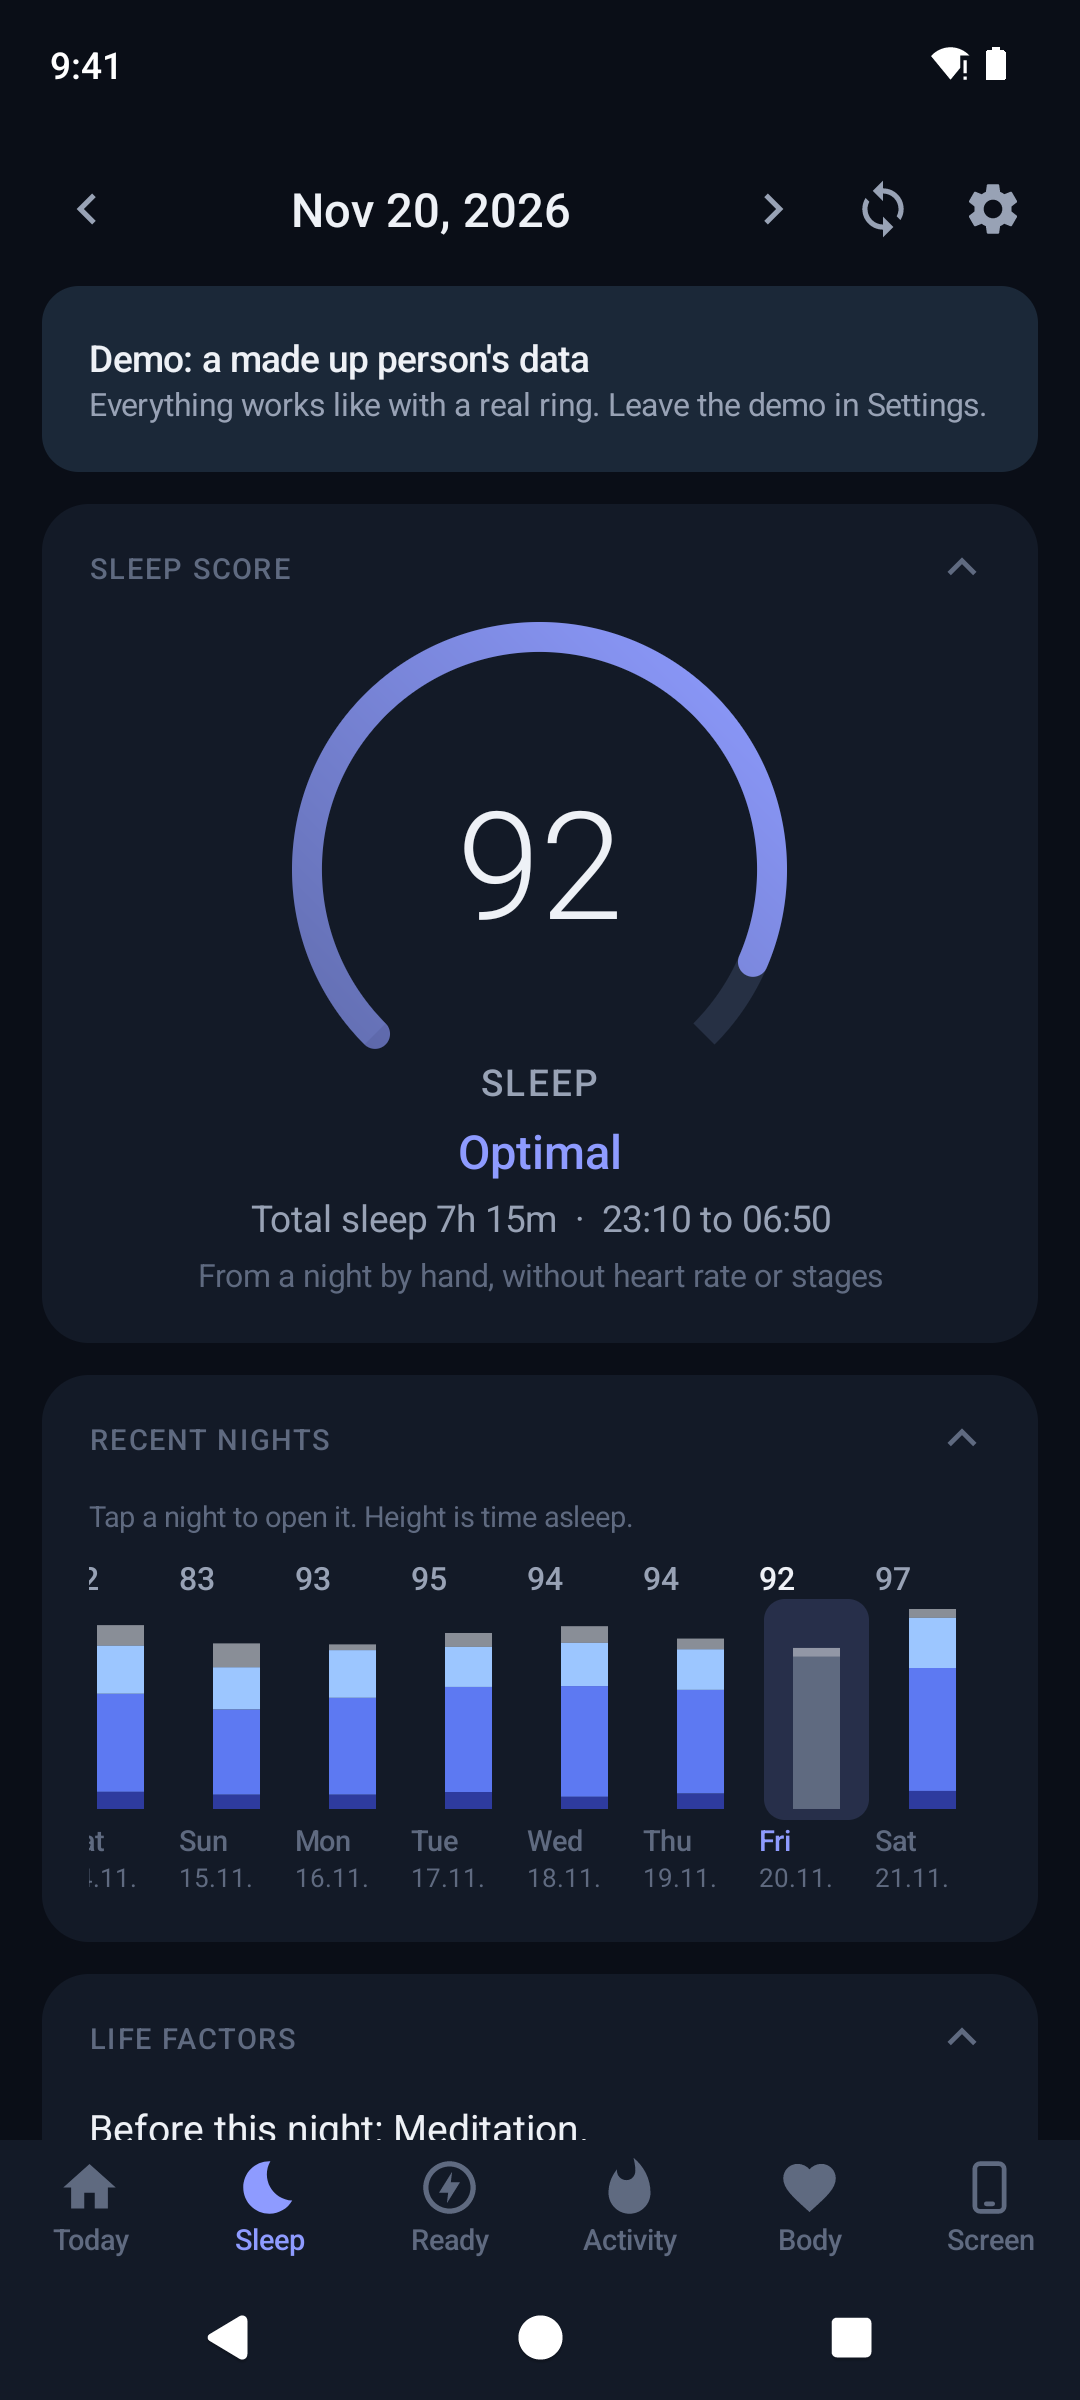 9:41
Nov 20, 2026
Demo: a made up person's data
Everything works like with a real ring. Leave the demo in Settings.
SLEEP SCORE
92
SLEEP
Optimal
Total sleep 7h 15m · 23:10 to 06:50
From a night by hand, without heart rate or stages
RECENT NIGHTS
Tap a night to open it. Height is time asleep.
2 83 93 95 94 94 92 97
at Sun Mon Tue Wed Thu Fri Sat
.11. 15.11. 16.11. 17.11. 18.11. 19.11. 20.11. 21.11.
LIFE FACTORS
Before this night: Meditation.
Today Sleep Ready Activity Body Screen